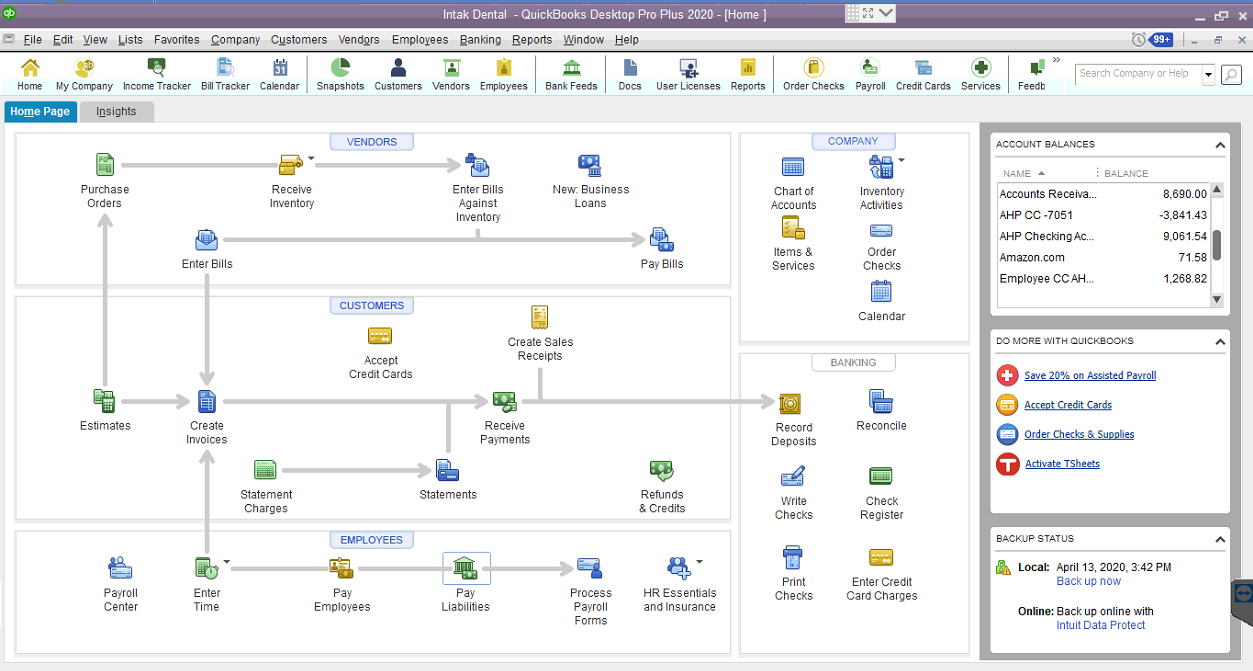 qb
Intak Dental - QuickBooks Desktop Pro Plus 2020 - [Home ]
File Edit View Lists Favorites Company Customers Vendors Employees Banking Reports Window Help
99+
31
Home My Company Income Tracker Bill Tracker Calendar Snapshots Customers Vendors Employees Bank Feeds Docs User Licenses Reports Order Checks Payroll Credit Cards Services Feedb
Search Company or Help
Home Page Insights
VENDORS
Purchase
Orders
Receive
Inventory
Enter Bills
Against
Inventory
New: Business
Loans
Enter Bills
Pay Bills
CUSTOMERS
Accept
Credit Cards
Create Sales
Receipts
Estimates
Create
Invoices
Receive
Payments
Statement
Charges
Statements
Refunds
& Credits
EMPLOYEES
Payroll
Center
Enter
Time
Pay
Employees
Pay
Liabilities
Process
Payroll
Forms
HR Essentials
and Insurance
COMPANY
Chart of
Accounts
Inventory
Activities
Items &
Services
Order
Checks
Calendar
BANKING
Record
Deposits
Reconcile
Write
Checks
Check
Register
Print
Checks
Enter Credit
Card Charges
ACCOUNT BALANCES
NAME BALANCE
Accounts Receiva... 8,690.00
AHP CC -7051 -3,841.43
AHP Checking Ac... 9,061.54
Amazon.com 71.58
Employee CC AH... 1,268.82
DO MORE WITH QUICKBOOKS
Save 20% on Assisted Payroll
Accept Credit Cards
Order Checks & Supplies
Activate TSheets
BACKUP STATUS
Local: April 13, 2020, 3:42 PM
Back up now
Online: Back up online with
Intuit Data Protect